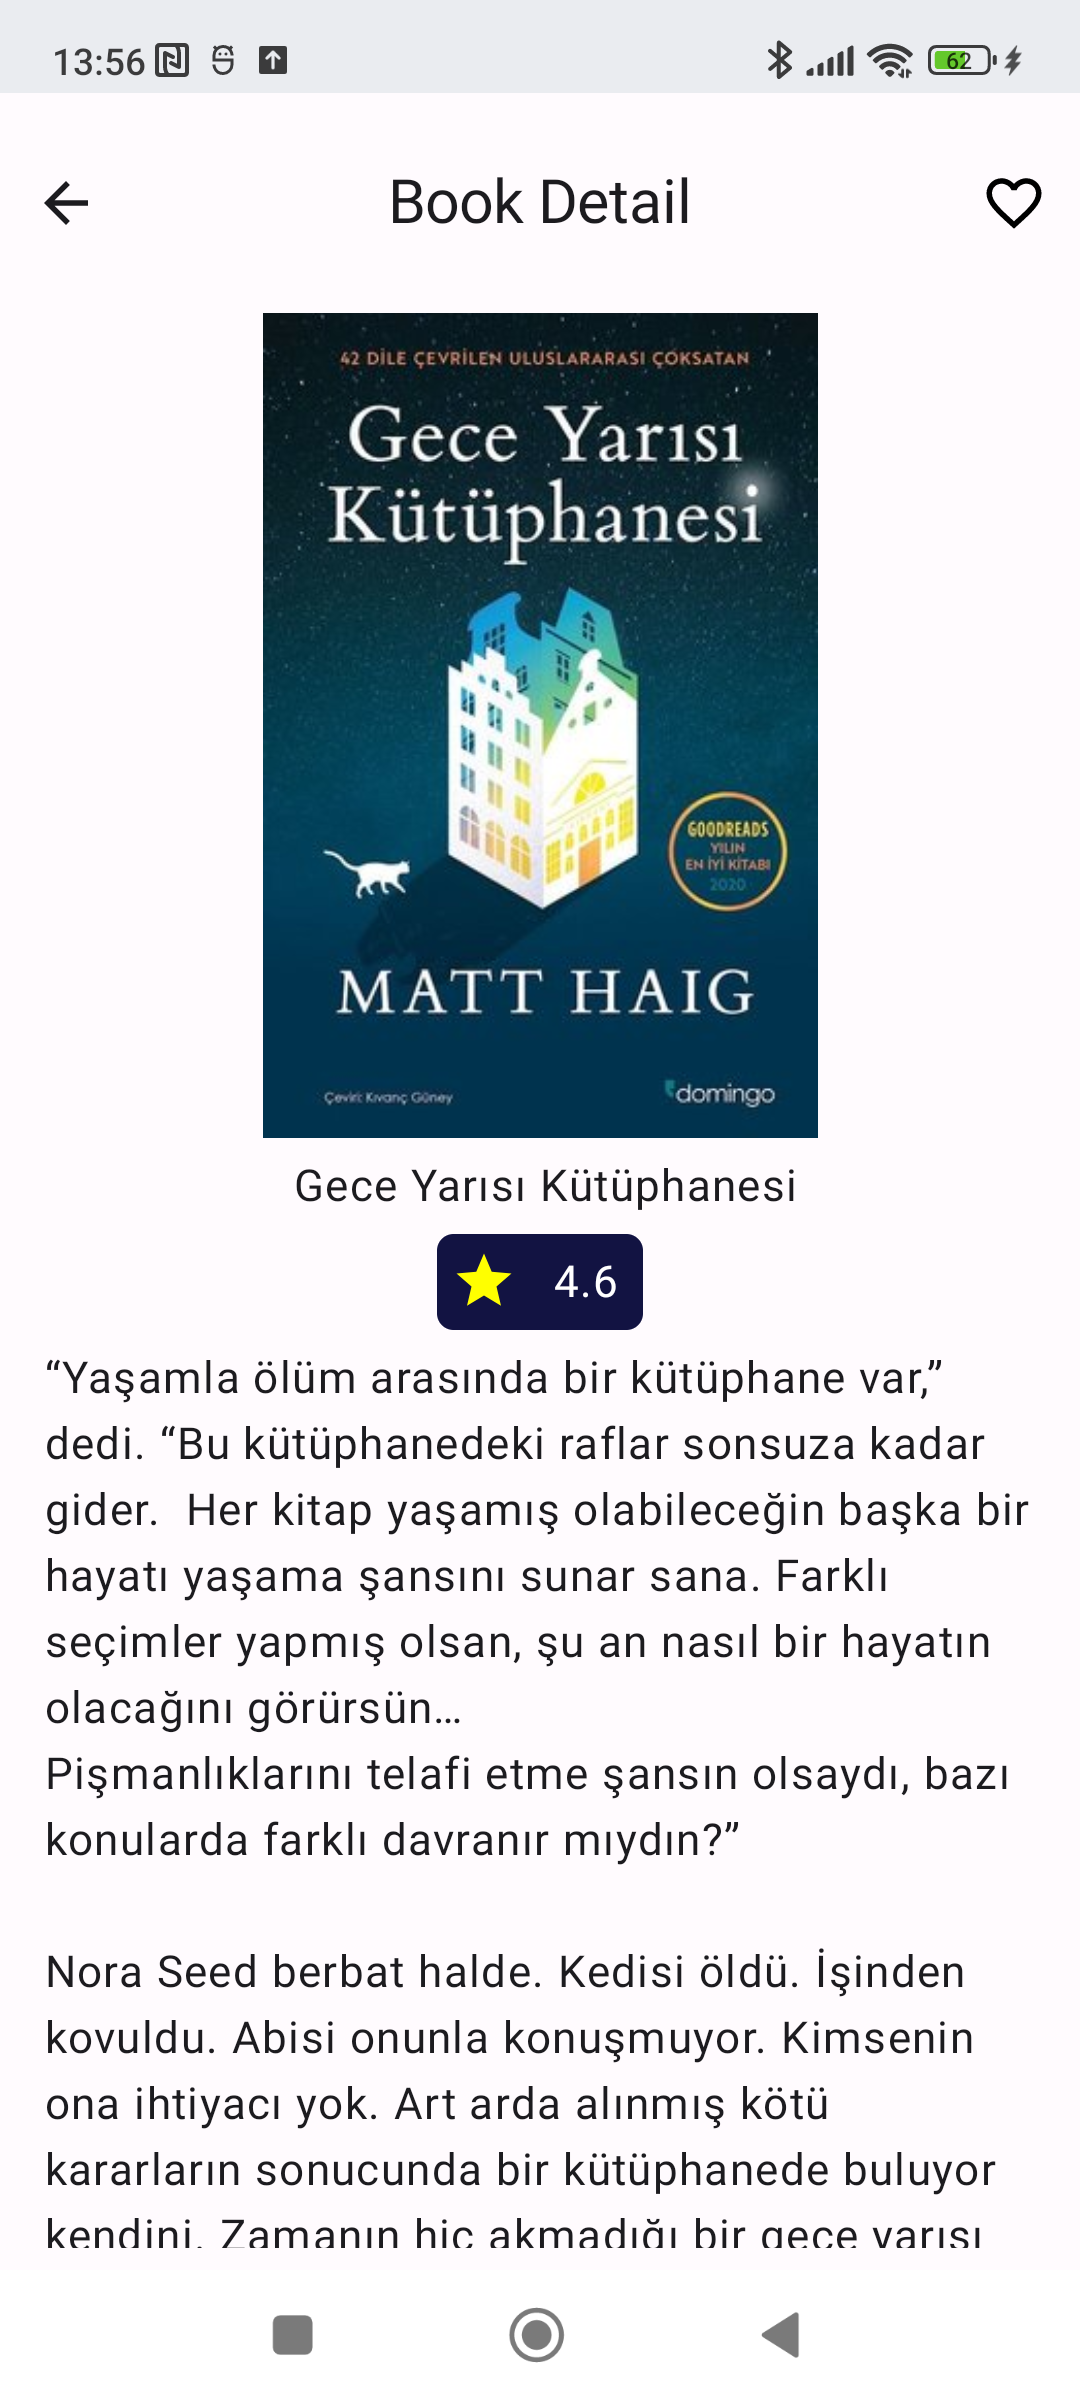 13:56
62
Book Detail
42 DİLE ÇEVRİLEN ULUSLARARASI ÇOKSATAN
Gece Yarısı
Kütüphanesi
GOODREADS
YILIN
EN İYİ KİTABI
2020
MATT HAIG
Çeviri: Kıvanç Güney
domingo
Gece Yarısı Kütüphanesi
4.6
“Yaşamla ölüm arasında bir kütüphane var,”
dedi. “Bu kütüphanedeki raflar sonsuza kadar
gider.  Her kitap yaşamış olabileceğin başka bir
hayatı yaşama şansını sunar sana. Farklı
seçimler yapmış olsan, şu an nasıl bir hayatın
olacağını görürsün…
Pişmanlıklarını telafi etme şansın olsaydı, bazı
konularda farklı davranır mıydın?”
Nora Seed berbat halde. Kedisi öldü. İşinden
kovuldu. Abisi onunla konuşmuyor. Kimsenin
ona ihtiyacı yok. Art arda alınmış kötü
kararların sonucunda bir kütüphanede buluyor
kendini. Zamanın hiç akmadığı bir gece yarısı